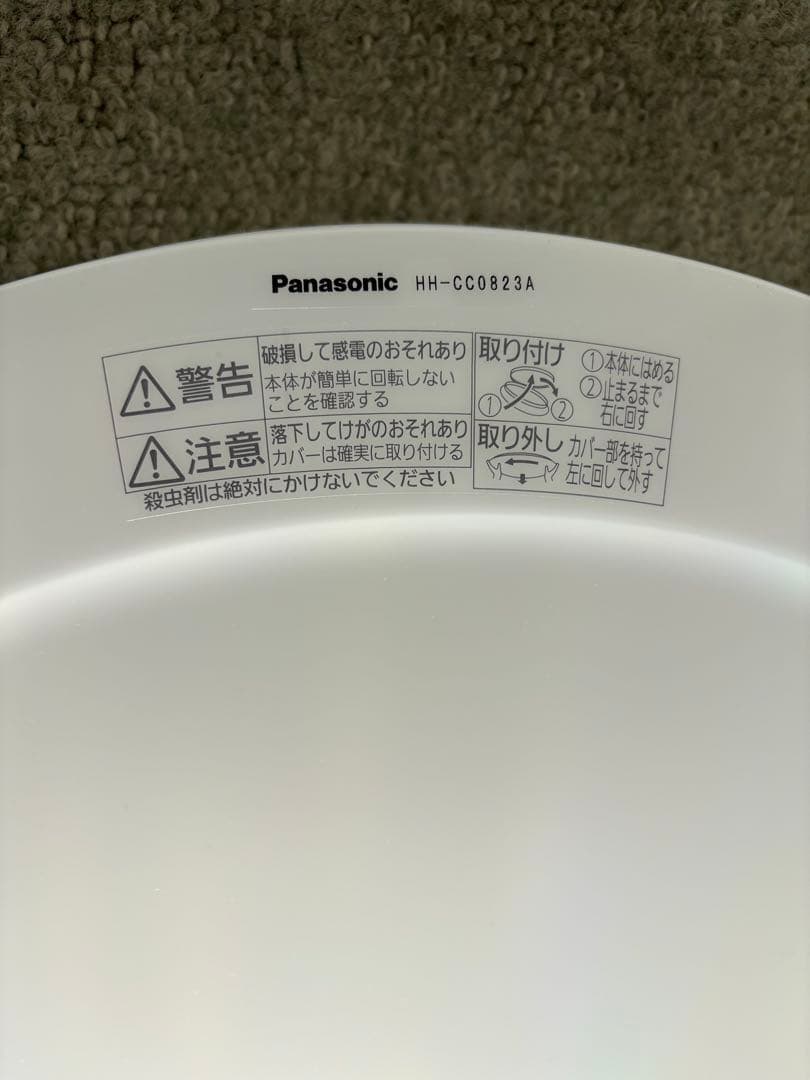 Panasonic HH-CC0823A
警告
破損して感電のおそれあり
本体が簡単に回転しない
ことを確認する
注意
落下してけがのおそれあり
カバーは確実に取り付ける
殺虫剤は絶対にかけないでください
取り付け
①本体にはめる
②止まるまで
右に回す
① ②
取り外し
カバー部を持って
左に回して外す